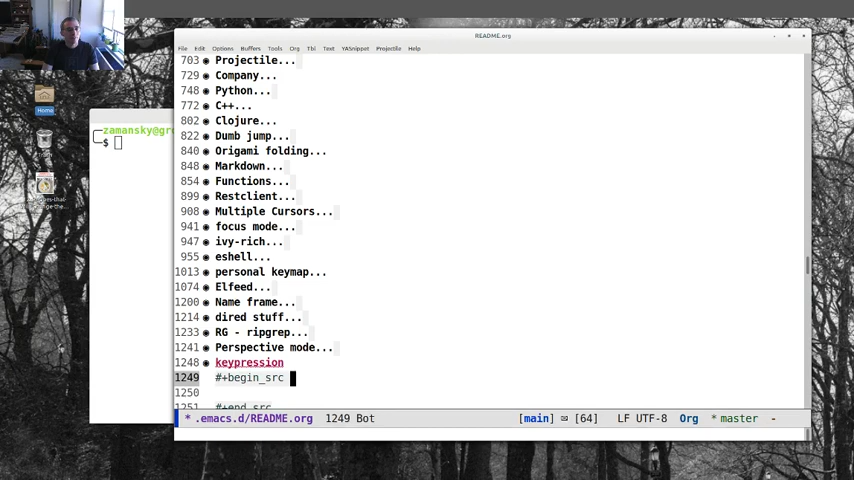 README.org
File Edit Options Buffers Tools Org Tbl Text YASnippet Projectile Help
703 Projectile...
729 Company...
748 Python...
772 C++...
802 Clojure...
822 Dumb jump...
840 Origami folding...
848 Markdown...
854 Functions...
899 Restclient...
908 Multiple Cursors...
941 focus mode...
947 ivy-rich...
955 eshell...
1013 personal keymap...
1074 Elfeed...
1200 Name frame...
1214 dired stuff...
1233 RG - ripgrep...
1241 Perspective mode...
1248 keypression
1249 #+begin_src
1250
1251 #+end_src
* .emacs.d/README.org 1249 Bot [main] [64] LF UTF-8 Org * master -
zamansky@gr
$
Home